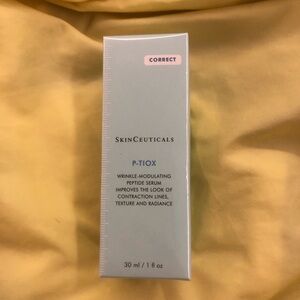 CORRECT
SKINCEUTICALS
P-TIOX
WRINKLE-MODULATING
PEPTIDE SERUM
IMPROVES THE LOOK OF
CONTRACTION LINES,
TEXTURE AND RADIANCE
30 ml / 1 fl oz